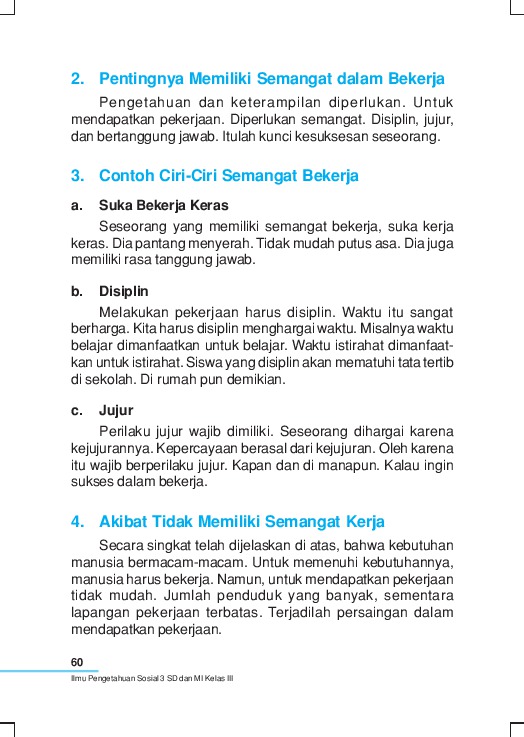 2. Pentingnya Memiliki Semangat dalam Bekerja
Pengetahuan dan keterampilan diperlukan. Untuk
mendapatkan pekerjaan. Diperlukan semangat. Disiplin, jujur,
dan bertanggung jawab. Itulah kunci kesuksesan seseorang.
3. Contoh Ciri-Ciri Semangat Bekerja
a. Suka Bekerja Keras
Seseorang yang memiliki semangat bekerja, suka kerja
keras. Dia pantang menyerah. Tidak mudah putus asa. Dia juga
memiliki rasa tanggung jawab.
b. Disiplin
Melakukan pekerjaan harus disiplin. Waktu itu sangat
berharga. Kita harus disiplin menghargai waktu. Misalnya waktu
belajar dimanfaatkan untuk belajar. Waktu istirahat dimanfaat-
kan untuk istirahat. Siswa yang disiplin akan mematuhi tata tertib
di sekolah. Di rumah pun demikian.
c. Jujur
Perilaku jujur wajib dimiliki. Seseorang dihargai karena
kejujurannya. Kepercayaan berasal dari kejujuran. Oleh karena
itu wajib berperilaku jujur. Kapan dan di manapun. Kalau ingin
sukses dalam bekerja.
4. Akibat Tidak Memiliki Semangat Kerja
Secara singkat telah dijelaskan di atas, bahwa kebutuhan
manusia bermacam-macam. Untuk memenuhi kebutuhannya,
manusia harus bekerja. Namun, untuk mendapatkan pekerjaan
tidak mudah. Jumlah penduduk yang banyak, sementara
lapangan pekerjaan terbatas. Terjadilah persaingan dalam
mendapatkan pekerjaan.
60
Ilmu Pengetahuan Sosial 3 SD dan MI Kelas III